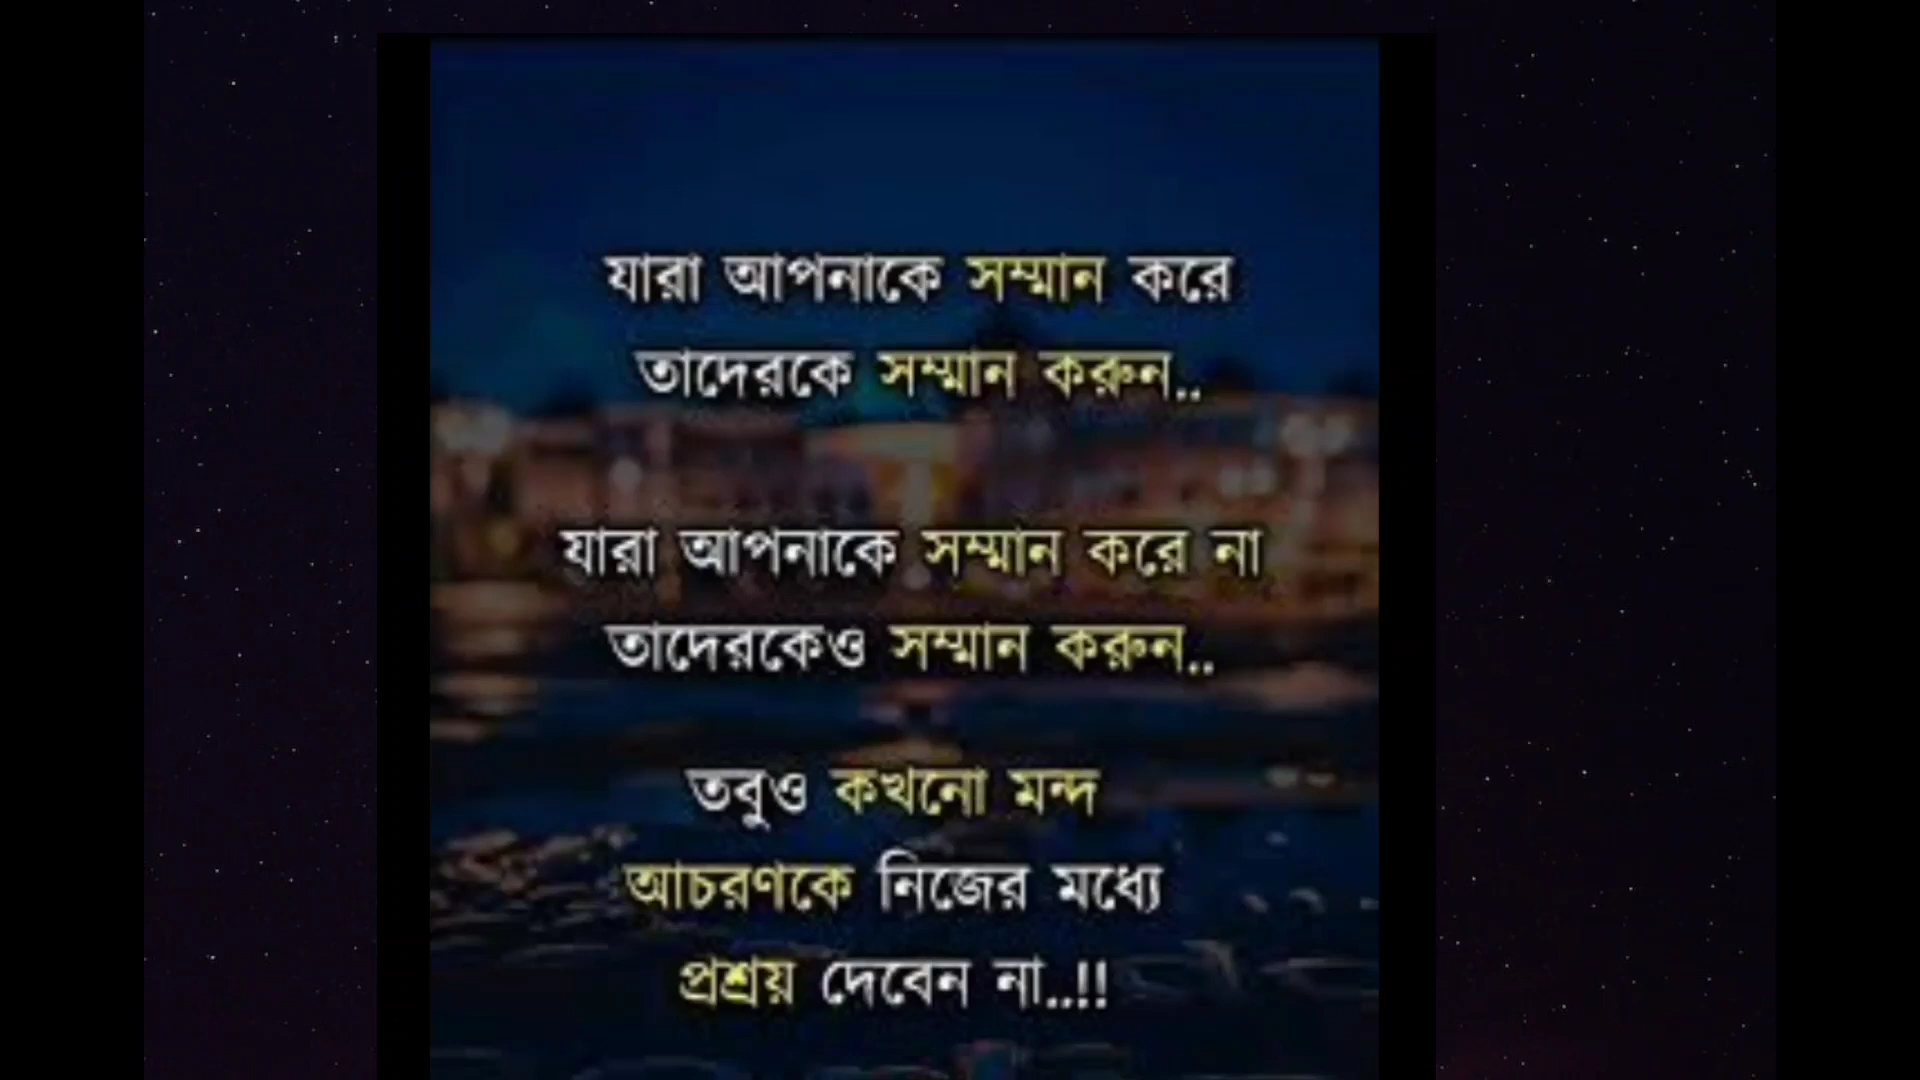 যারা আপনাকে সম্মান করে
তাদেরকে সম্মান করুন..
যারা আপনাকে সম্মান করে না
তাদেরকেও সম্মান করুন..
তবুও কখনো মন্দ
আচরণকে নিজের মধ্যে
প্রশ্রয় দেবেন না..!!